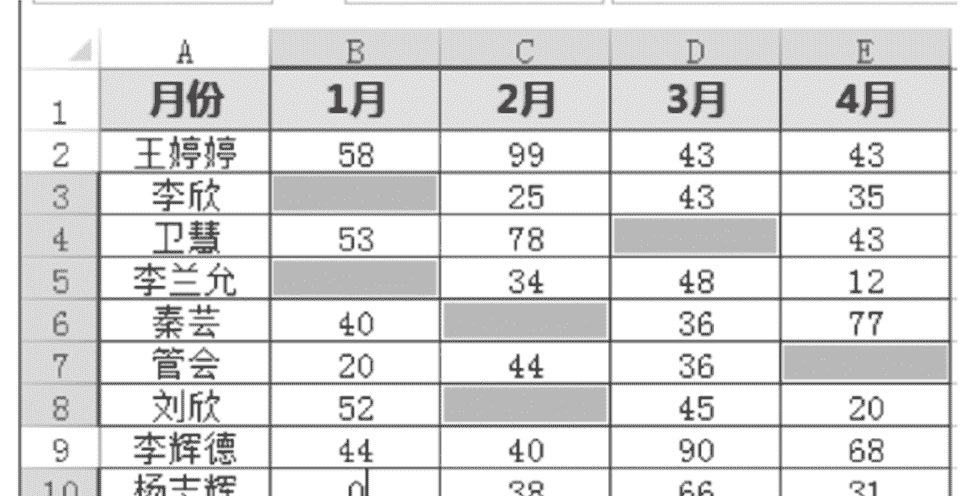 A B C D E
1 月份 1月 2月 3月 4月
2 王婷婷 58 99 43 43
3 李欣 25 43 35
4 卫慧 53 78 43
5 李兰允 34 48 12
6 秦芸 40 36 77
7 管会 20 44 36
8 刘欣 52 45 20
9 李辉德 44 40 90 68
10 杨志辉 0 38 66 31